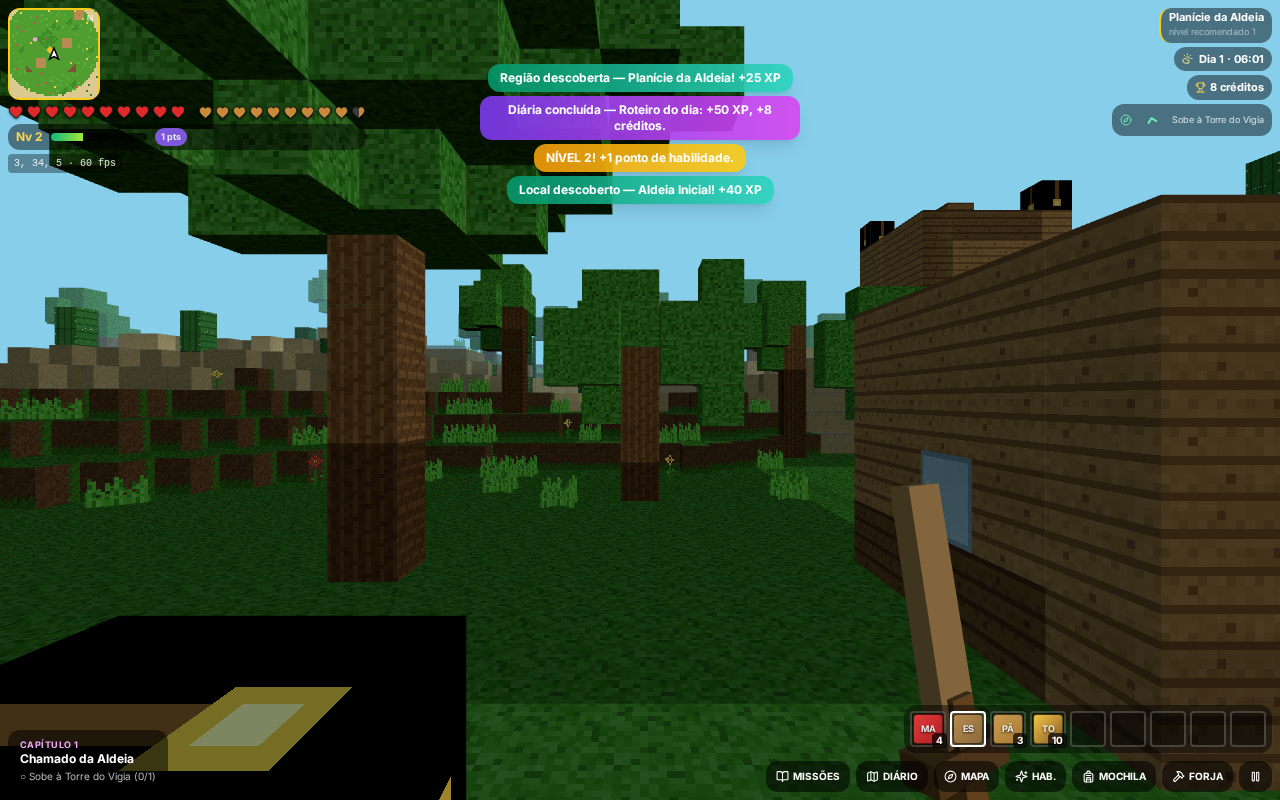 Planície da Aldeia
nível recomendado 1
Dia 1 · 06:01
8 créditos
Sobe à Torre do Vigia
Região descoberta — Planície da Aldeia! +25 XP
Diária concluída — Roteiro do dia: +50 XP, +8
créditos.
NÍVEL 2! +1 ponto de habilidade.
Local descoberto — Aldeia Inicial! +40 XP
Nv 2
1 pts
3, 34, 5 · 60 fps
CAPÍTULO 1
Chamado da Aldeia
○ Sobe à Torre do Vigia (0/1)
MA 4
ES
PÃ 3
TO 10
MISSÕES
DIÁRIO
MAPA
HAB.
MOCHILA
FORJA